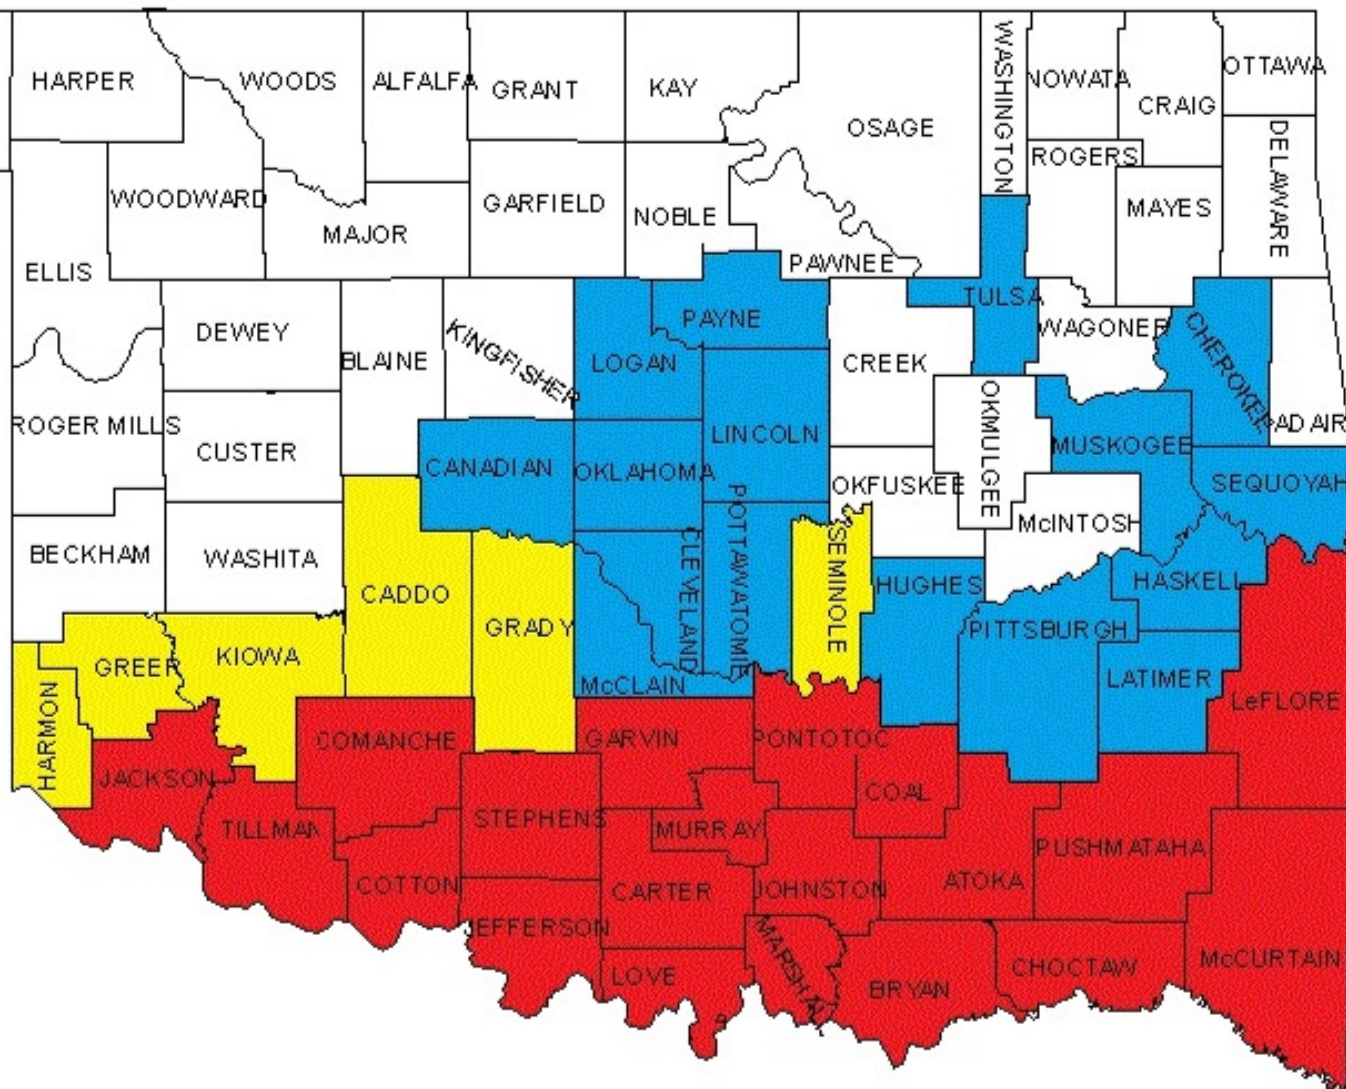 HARPER
WOODS
ALFALFA
GRANT
KAY
OSAGE
WASHINGTON
NOWATA
CRAIG
OTTAWA
WOODWARD
MAJOR
GARFIELD
NOBLE
PAWNEE
ROGERS
MAYES
DELAWARE
ELLIS
DEWEY
BLAINE
KINGFISHER
LOGAN
PAYNE
CREEK
TULSA
WAGONER
CHEROKEE
ADAIR
ROGER MILLS
CUSTER
CANADIAN
OKLAHOMA
LINCOLN
OKFUSKEE
OKMULGEE
MUSKOGEE
SEQUOYAH
BECKHAM
WASHITA
CADDO
GRADY
CLEVELAND
POTTAWATOMIE
SEMINOLE
HUGHES
McINTOSH
HASKELL
PITTSBURGH
LATIMER
LeFLORE
HARMON
GREER
KIOWA
McCLAIN
JACKSON
COMANCHE
GARVIN
PONTOTOC
COAL
TILLMAN
STEPHENS
MURRAY
PUSHMATAHA
COTTON
CARTER
JOHNSTON
ATOKA
JEFFERSON
LOVE
MARSHALL
BRYAN
CHOCTAW
McCURTAIN